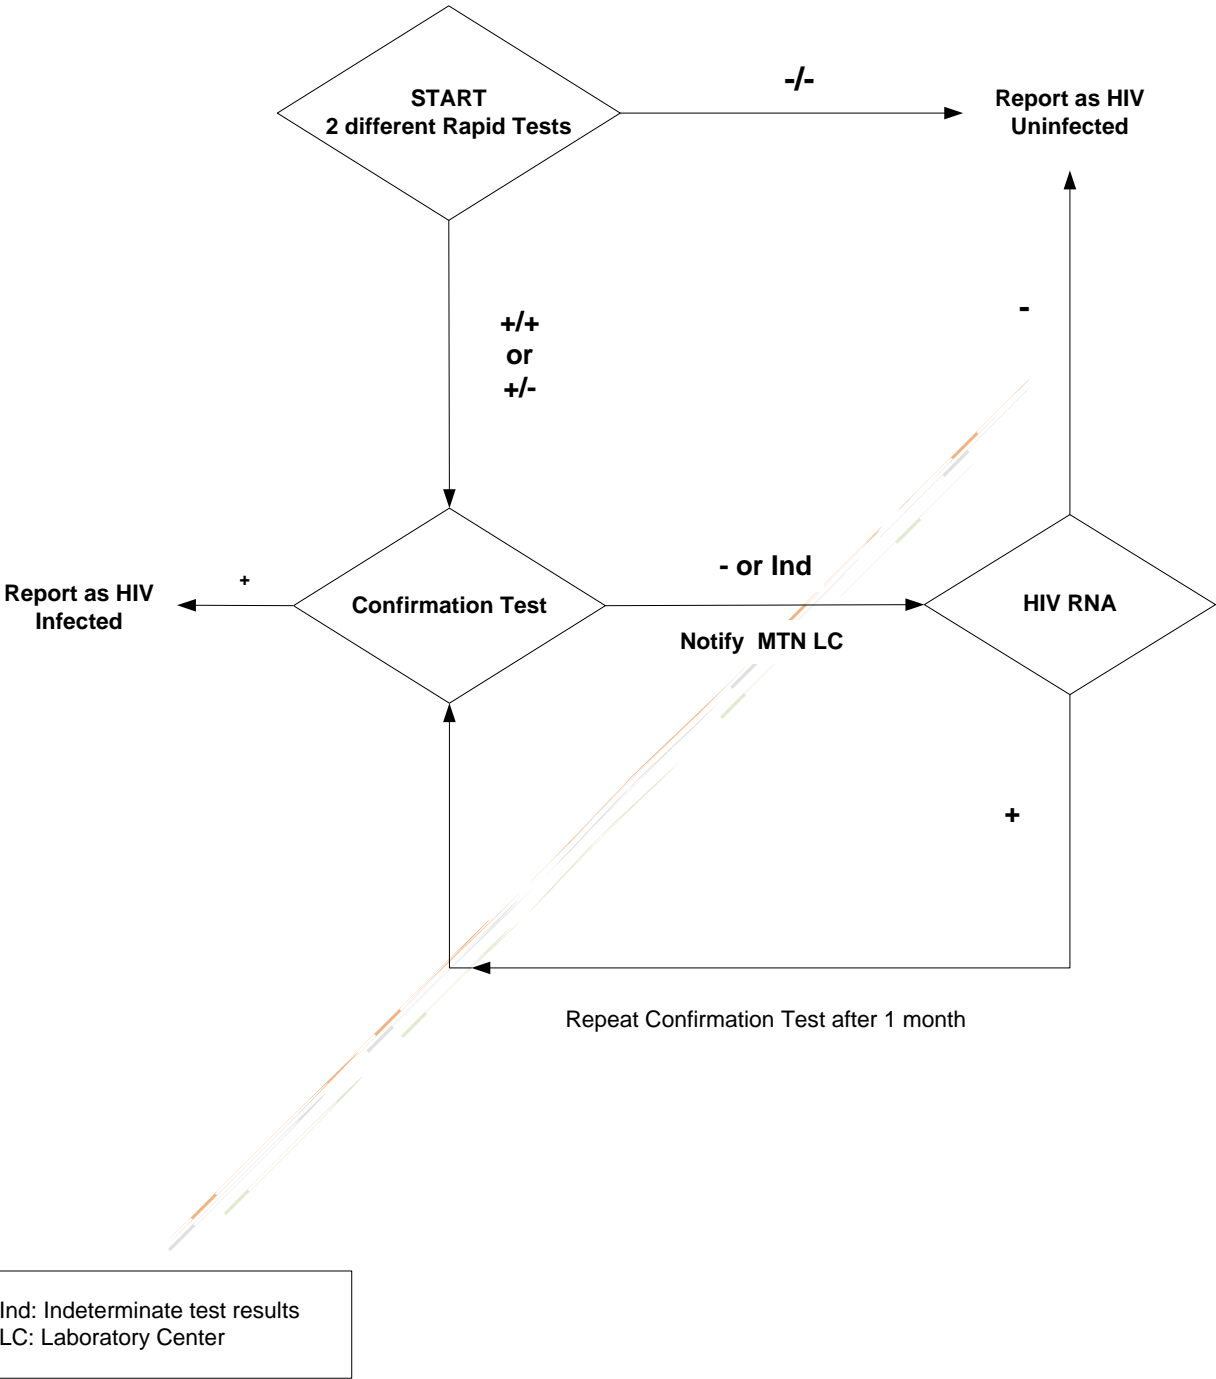 START
2 different Rapid Tests
-/-
Report as HIV
Uninfected
+/+
or
+/-
-
Report as HIV
Infected
+
Confirmation Test
- or Ind
Notify  MTN LC
HIV RNA
+
Repeat Confirmation Test after 1 month
Ind: Indeterminate test results
LC: Laboratory Center